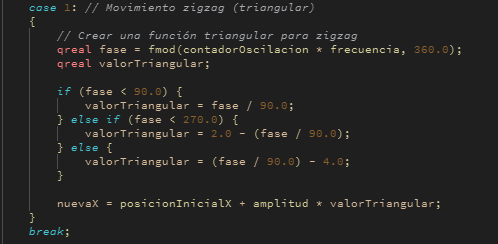 case 1: // Movimiento zigzag (triangular)
{
    // Crear una función triangular para zigzag
    qreal fase = fmod(contadorOscilacion * frecuencia, 360.0);
    qreal valorTriangular;

    if (fase < 90.0) {
        valorTriangular = fase / 90.0;
    } else if (fase < 270.0) {
        valorTriangular = 2.0 - (fase / 90.0);
    } else {
        valorTriangular = (fase / 90.0) - 4.0;
    }

    nuevaX = posicionInicialX + amplitud * valorTriangular;
}
break;